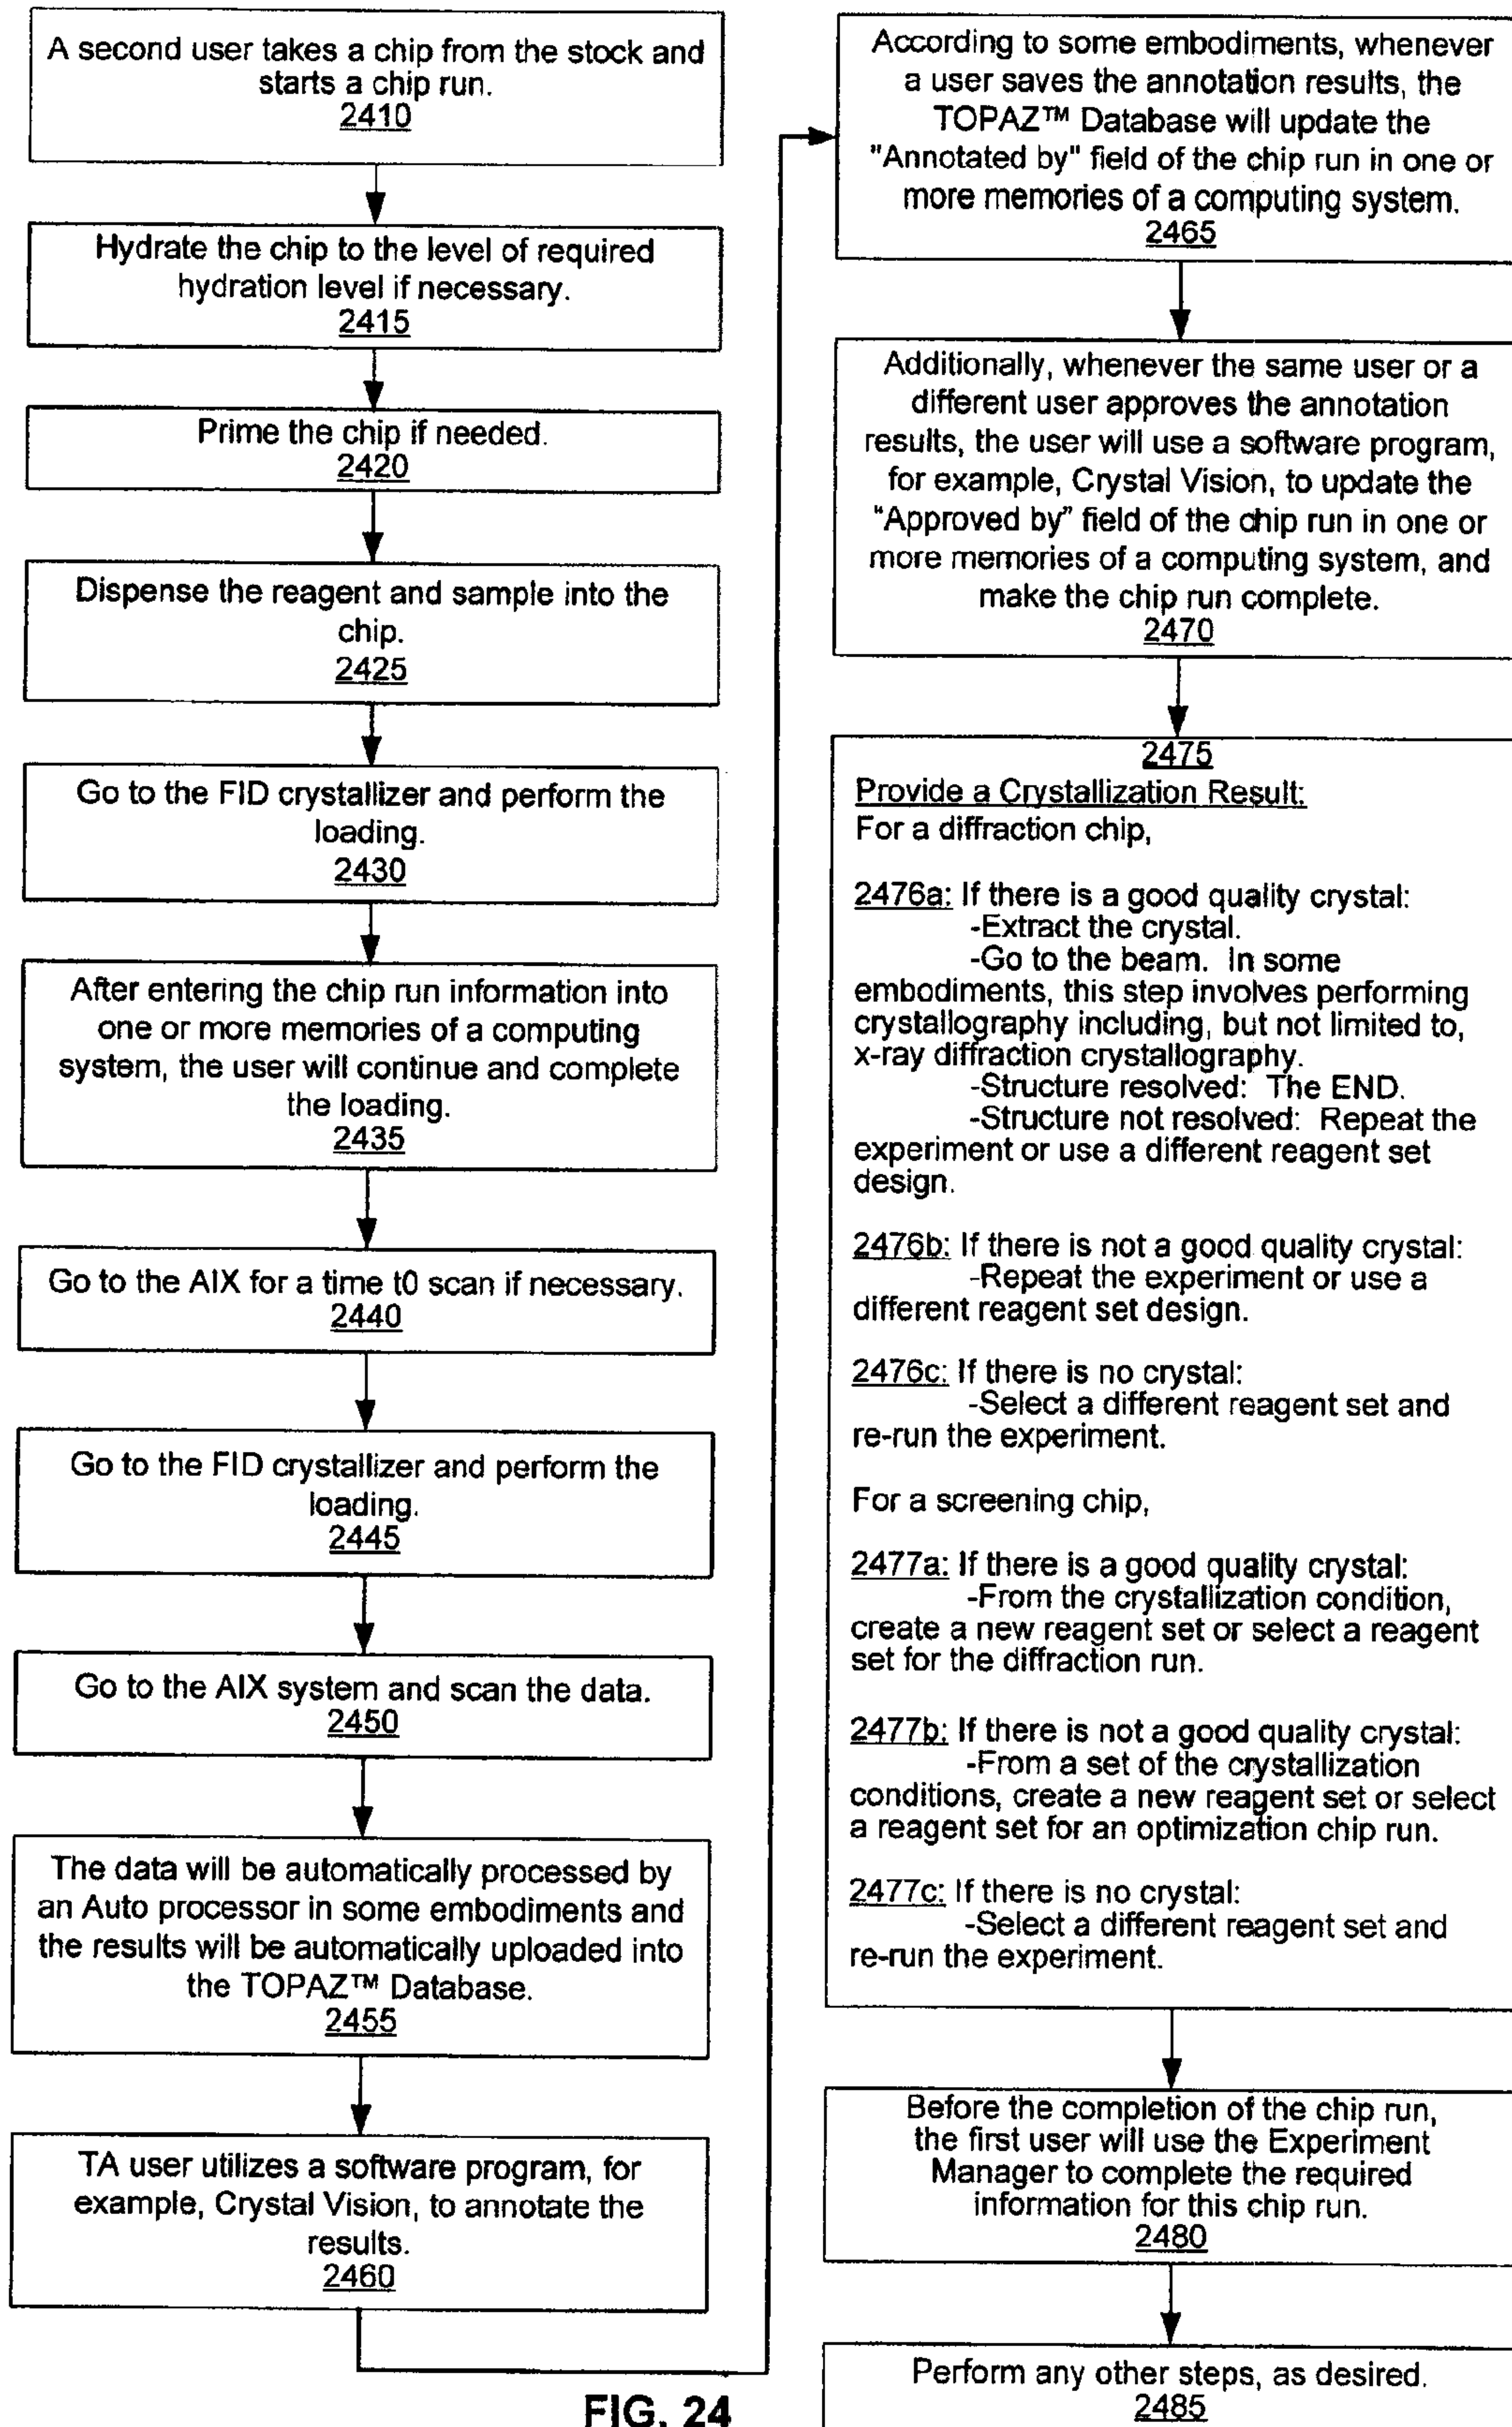 A second user takes a chip from the stock and
starts a chip run.
2410
Hydrate the chip to the level of required
hydration level if necessary.
2415
Prime the chip if needed.
2420
Dispense the reagent and sample into the
chip.
2425
Go to the FID crystallizer and perform the
loading.
2430
After entering the chip run information into
one or more memories of a computing
system, the user will continue and complete
the loading.
2435
Go to the AIX for a time t0 scan if necessary.
2440
Go to the FID crystallizer and perform the
loading.
2445
Go to the AIX system and scan the data.
2450
The data will be automatically processed by
an Auto processor in some embodiments and
the results will be automatically uploaded into
the TOPAZ™ Database.
2455
TA user utilizes a software program, for
example, Crystal Vision, to annotate the
results.
2460
According to some embodiments, whenever
a user saves the annotation results, the
TOPAZ™ Database will update the
"Annotated by" field of the chip run in one or
more memories of a computing system.
2465
Additionally, whenever the same user or a
different user approves the annotation
results, the user will use a software program,
for example, Crystal Vision, to update the
“Approved by” field of the chip run in one or
more memories of a computing system, and
make the chip run complete.
2470
2475
Provide a Crystallization Result:
For a diffraction chip,
2476a: If there is a good quality crystal:
-Extract the crystal.
-Go to the beam. In some
embodiments, this step involves performing
crystallography including, but not limited to,
x-ray diffraction crystallography.
-Structure resolved: The END.
-Structure not resolved: Repeat the
experiment or use a different reagent set
design.
2476b: If there is not a good quality crystal:
-Repeat the experiment or use a
different reagent set design.
2476c: If there is no crystal:
-Select a different reagent set and
re-run the experiment.
For a screening chip,
2477a: If there is a good quality crystal:
-From the crystallization condition,
create a new reagent set or select a reagent
set for the diffraction run.
2477b: If there is not a good quality crystal:
-From a set of the crystallization
conditions, create a new reagent set or select
a reagent set for an optimization chip run.
2477c: If there is no crystal:
-Select a different reagent set and
re-run the experiment.
Before the completion of the chip run,
the first user will use the Experiment
Manager to complete the required
information for this chip run.
2480
Perform any other steps, as desired.
2485
FIG. 24